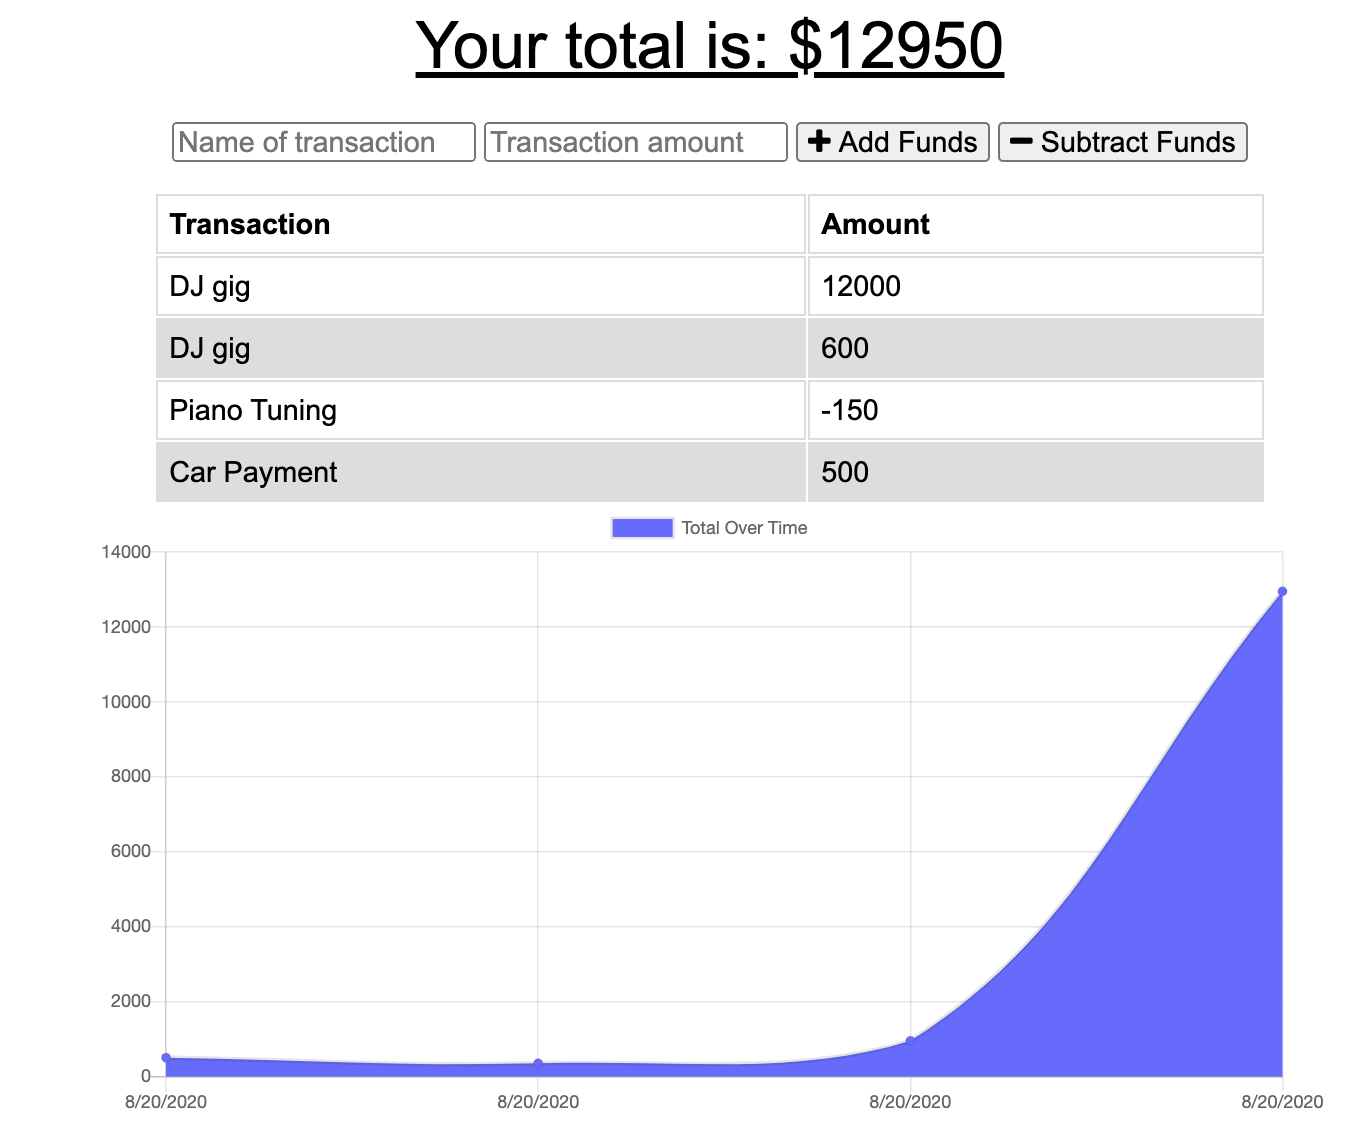 Your total is: $12950
Name of transaction Transaction amount Add Funds Subtract Funds
Transaction Amount
DJ gig 12000
DJ gig 600
Piano Tuning -150
Car Payment 500
Total Over Time
14000
12000
10000
8000
6000
4000
2000
0
8/20/2020 8/20/2020 8/20/2020 8/20/2020